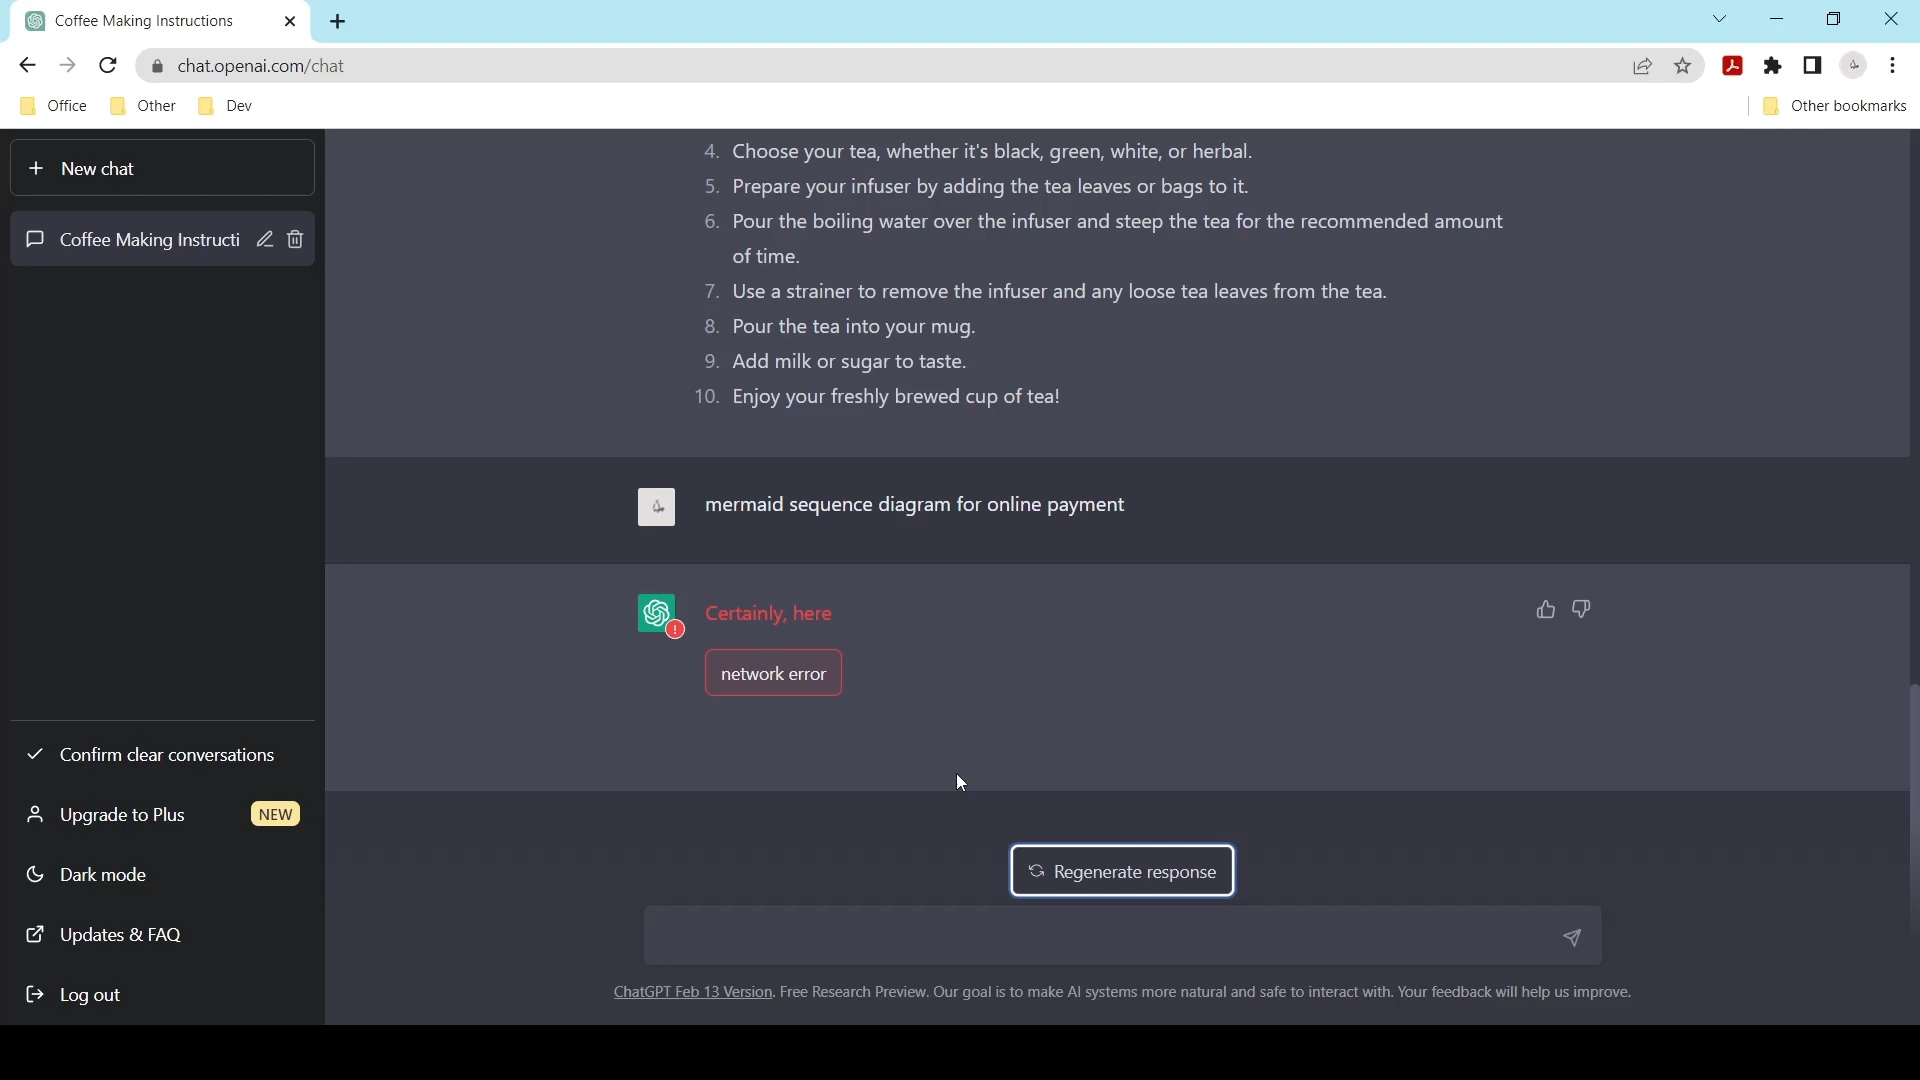 Coffee Making Instructions
chat.openai.com/chat
Office Other Dev Other bookmarks
New chat
Coffee Making Instructi
4. Choose your tea, whether it's black, green, white, or herbal.
5. Prepare your infuser by adding the tea leaves or bags to it.
6. Pour the boiling water over the infuser and steep the tea for the recommended amount
of time.
7. Use a strainer to remove the infuser and any loose tea leaves from the tea.
8. Pour the tea into your mug.
9. Add milk or sugar to taste.
10. Enjoy your freshly brewed cup of tea!
mermaid sequence diagram for online payment
Certainly, here
network error
Confirm clear conversations
Upgrade to Plus NEW
Dark mode
Updates & FAQ
Log out
Regenerate response
ChatGPT Feb 13 Version. Free Research Preview. Our goal is to make AI systems more natural and safe to interact with. Your feedback will help us improve.